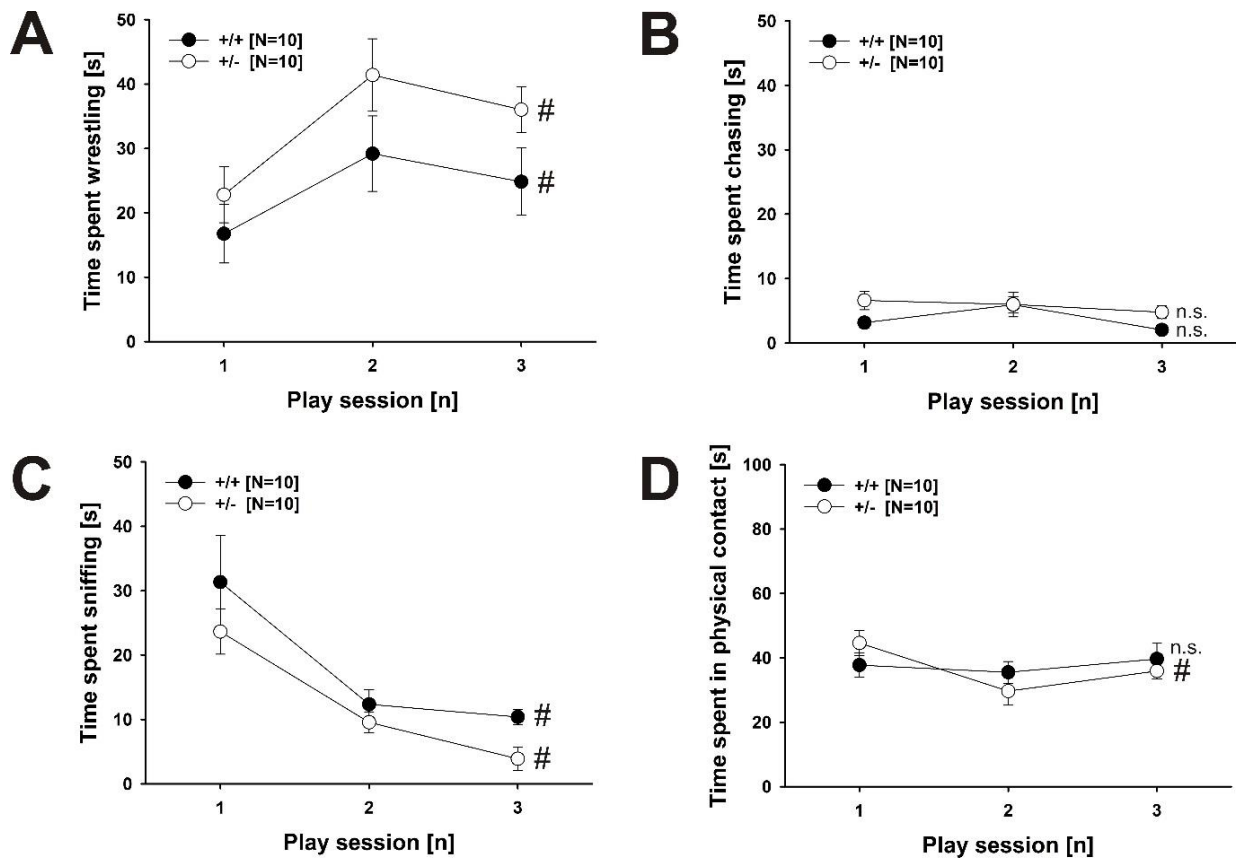 A
50
40
30
20
10
0
Time spent wrestling [s]
+/+ [N=10]
+/- [N=10]
#
#
1 2 3
Play session [n]
B
50
40
30
20
10
0
Time spent chasing [s]
+/+ [N=10]
+/- [N=10]
n.s.
n.s.
1 2 3
Play session [n]
C
50
40
30
20
10
0
Time spent sniffing [s]
+/+ [N=10]
+/- [N=10]
#
#
1 2 3
Play session [n]
D
100
80
60
40
20
0
Time spent in physical contact [s]
+/+ [N=10]
+/- [N=10]
n.s.
#
1 2 3
Play session [n]